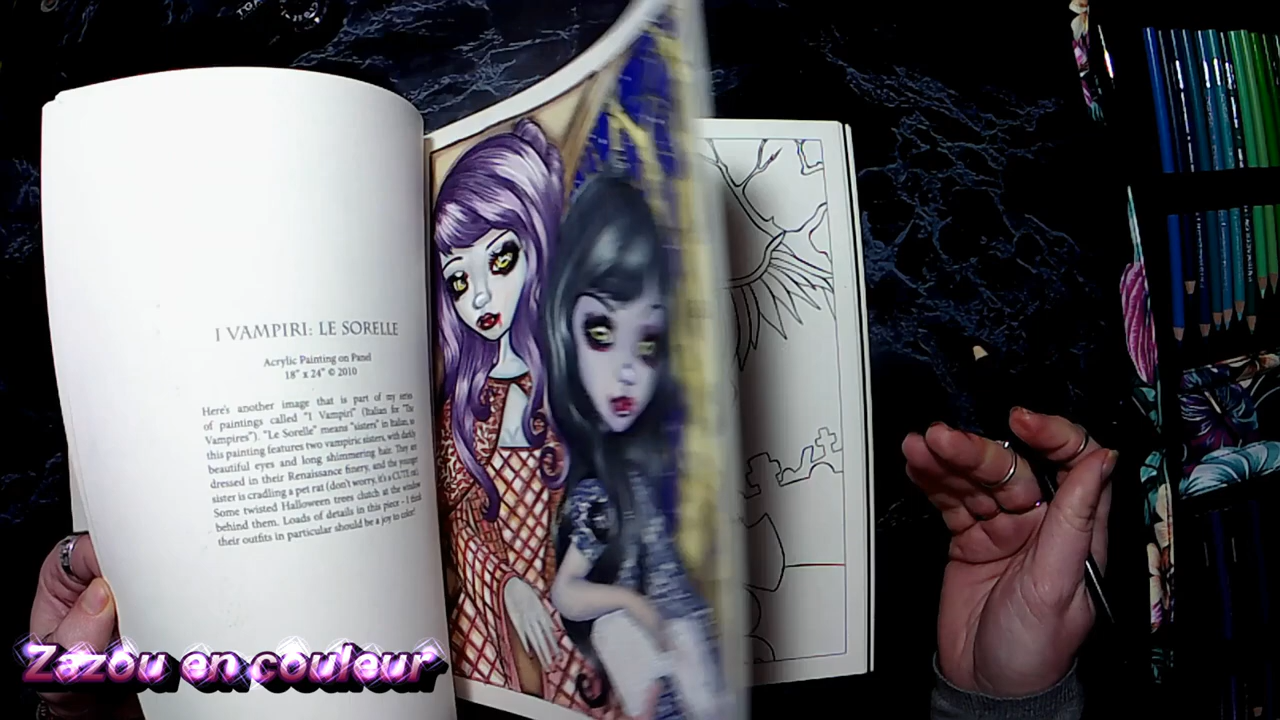 I VAMPIRI: LE SORELLE
Acrylic Painting on Panel
18" x 24" © 2010
Here's another image that is part of my series
of paintings called "I Vampiri" (Italian for "The
Vampires"). "Le Sorelle" means "sisters" in Italian, so
this painting features two vampiric sisters, with darkly
beautiful eyes and long shimmering hair. They are
dressed in their Renaissance finery, and the younger
sister is cradling a pet rat (don't worry, it's a CUTE rat).
Some twisted Halloween trees clutch at the window
behind them. Loads of details in this piece - I think
their outfits in particular should be a joy to color!
Zazou en couleur